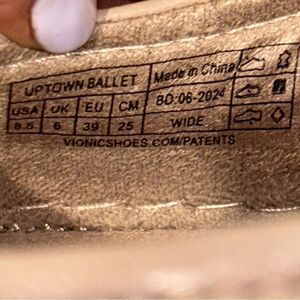 UPTOWN BALLET Made in China
USA UK EU CM BD:06-2024
8.5 6 39 25 WIDE
VIONICSHOES.COM/PATENTS